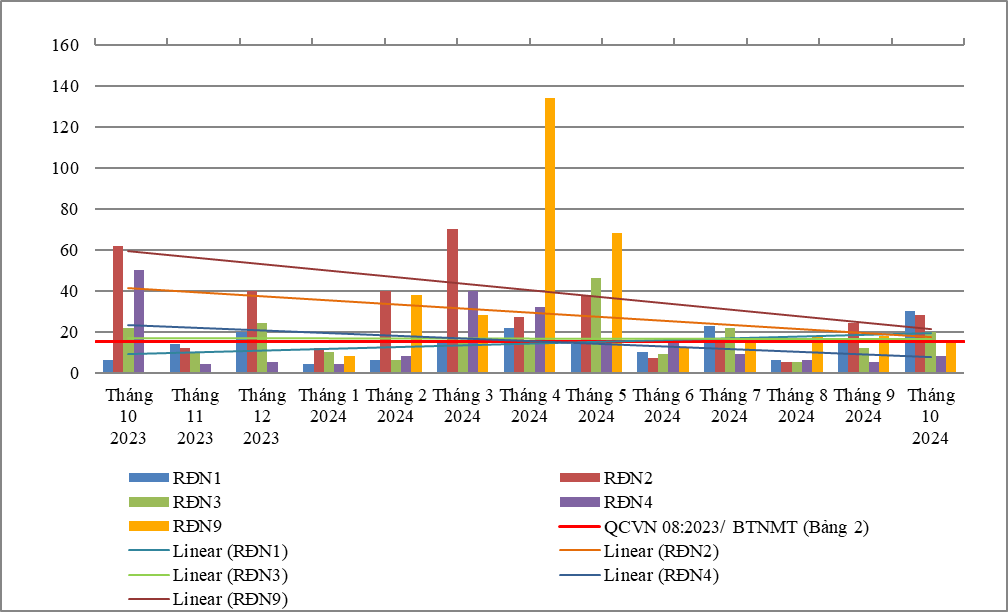 160
140
120
100
80
60
40
20
0
Tháng 10 2023
Tháng 11 2023
Tháng 12 2023
Tháng 1 2024
Tháng 2 2024
Tháng 3 2024
Tháng 4 2024
Tháng 5 2024
Tháng 6 2024
Tháng 7 2024
Tháng 8 2024
Tháng 9 2024
Tháng 10 2024
RĐN1
RĐN2
RĐN3
RĐN4
RĐN9
QCVN 08:2023/ BTNMT (Bảng 2)
Linear (RĐN1)
Linear (RĐN2)
Linear (RĐN3)
Linear (RĐN4)
Linear (RĐN9)